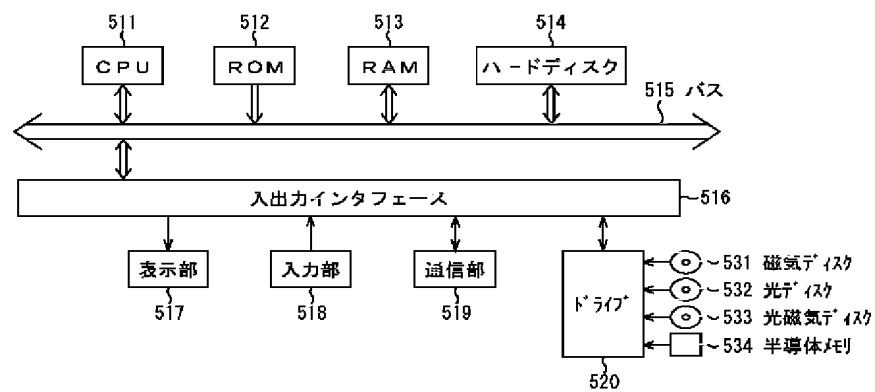 511 512 513 514
CPU ROM RAM ハードディスク
515 バス
入出力インタフェース 516
表示部 入力部 通信部 ドライブ
517 518 519
531 磁気ディスク
532 光ディスク
533 光磁気ディスク
534 半導体メモリ
520